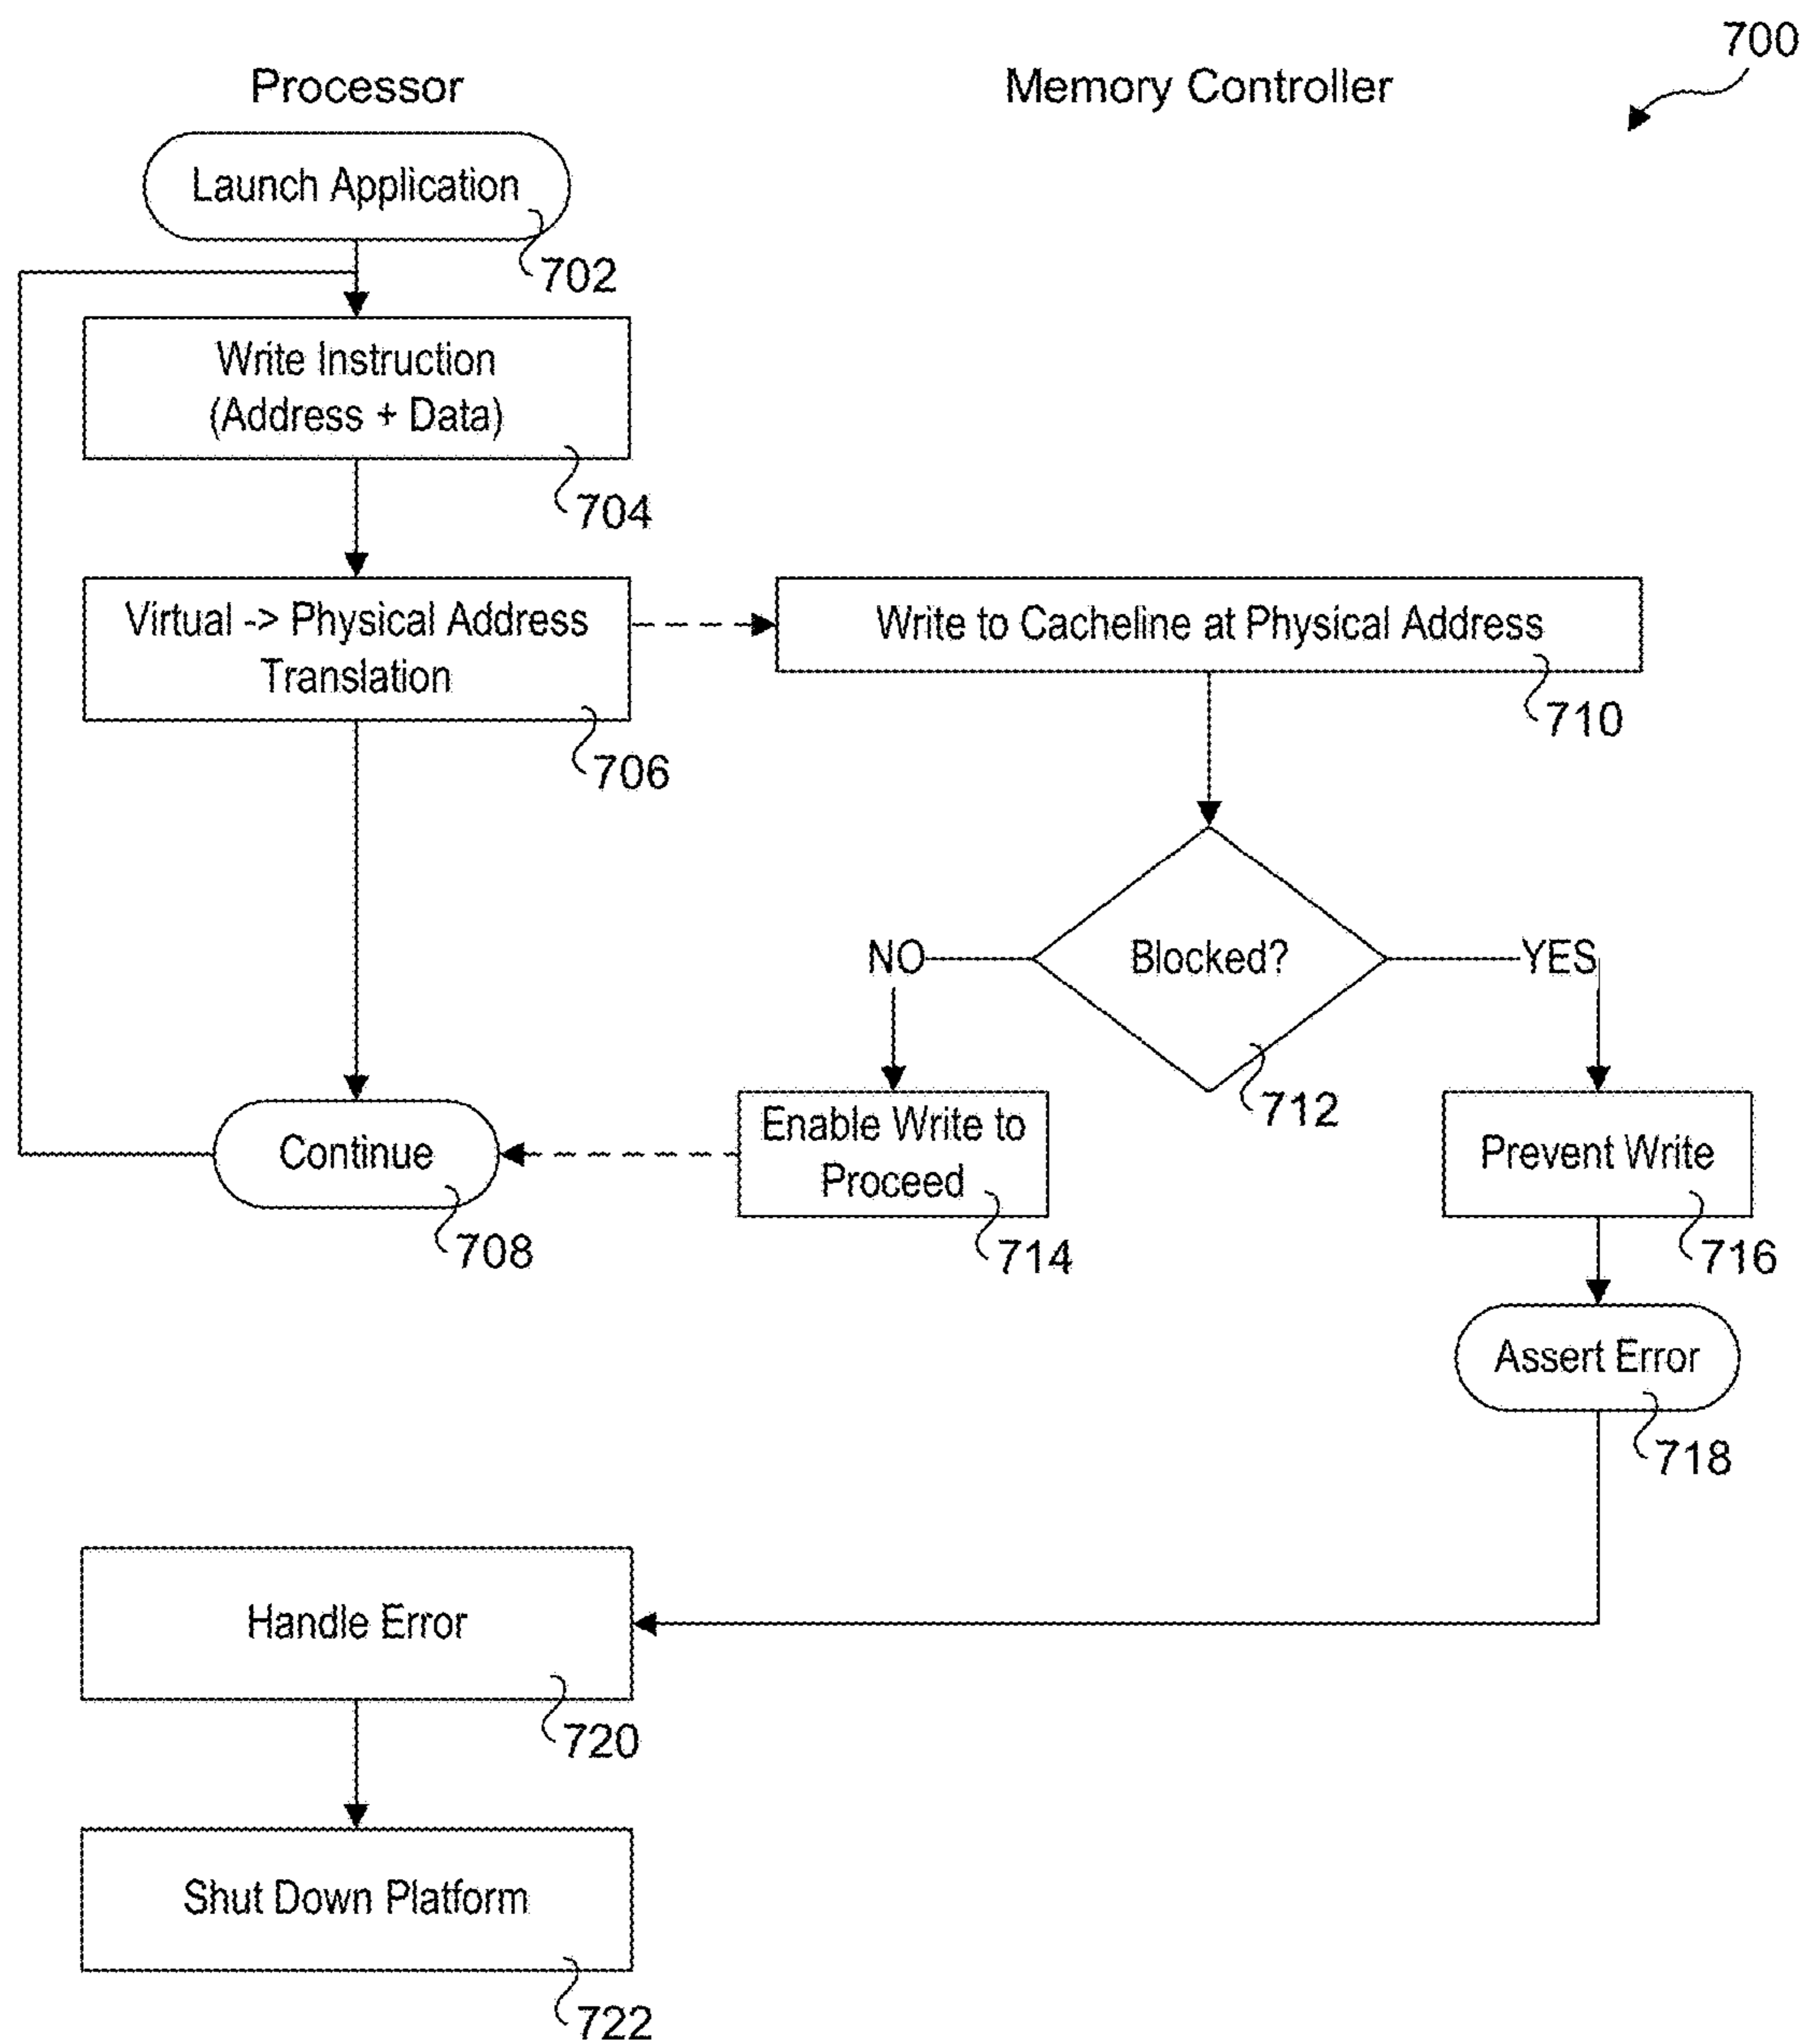 700
Processor
Memory Controller
Launch Application
702
Write Instruction
(Address + Data)
704
Virtual -> Physical Address
Translation
706
Write to Cacheline at Physical Address
710
NO
Blocked?
YES
712
Continue
708
Enable Write to
Proceed
714
Prevent Write
716
Assert Error
718
Handle Error
720
Shut Down Platform
722